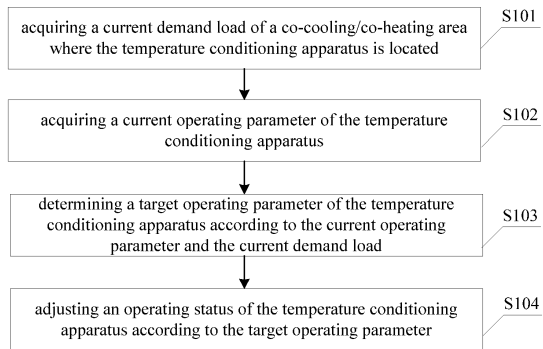 acquiring a current demand load of a co-cooling/co-heating area
where the temperature conditioning apparatus is located
S101
acquiring a current operating parameter of the temperature
conditioning apparatus
S102
determining a target operating parameter of the temperature
conditioning apparatus according to the current operating
parameter and the current demand load
S103
adjusting an operating status of the temperature conditioning
apparatus according to the target operating parameter
S104